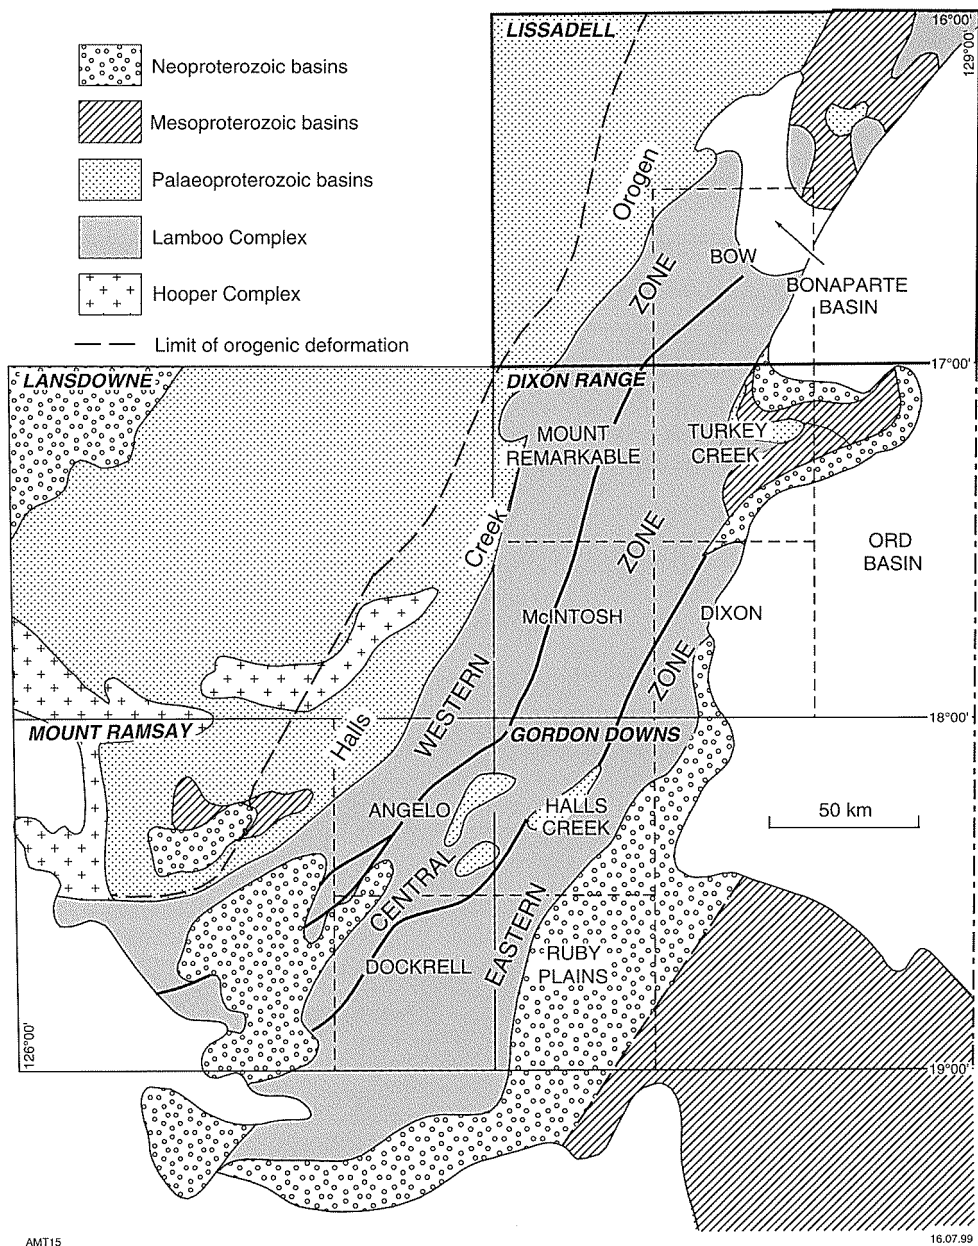 Neoproterozoic basins
Mesoproterozoic basins
Palaeoproterozoic basins
Lamboo Complex
Hooper Complex
Limit of orogenic deformation
LISSADELL
16°00'
129°00'
Orogen
ZONE
BOW
BONAPARTE
BASIN
17°00'
LANSDOWNE
DIXON RANGE
MOUNT
REMARKABLE
TURKEY
CREEK
Creek
ZONE
ORD
BASIN
McINTOSH
DIXON
ZONE
WESTERN
Halls
18°00'
MOUNT RAMSAY
GORDON DOWNS
ANGELO
HALLS
CREEK
50 km
CENTRAL
EASTERN
DOCKRELL
RUBY
PLAINS
126°00'
19°00'
AMT15
16.07.99